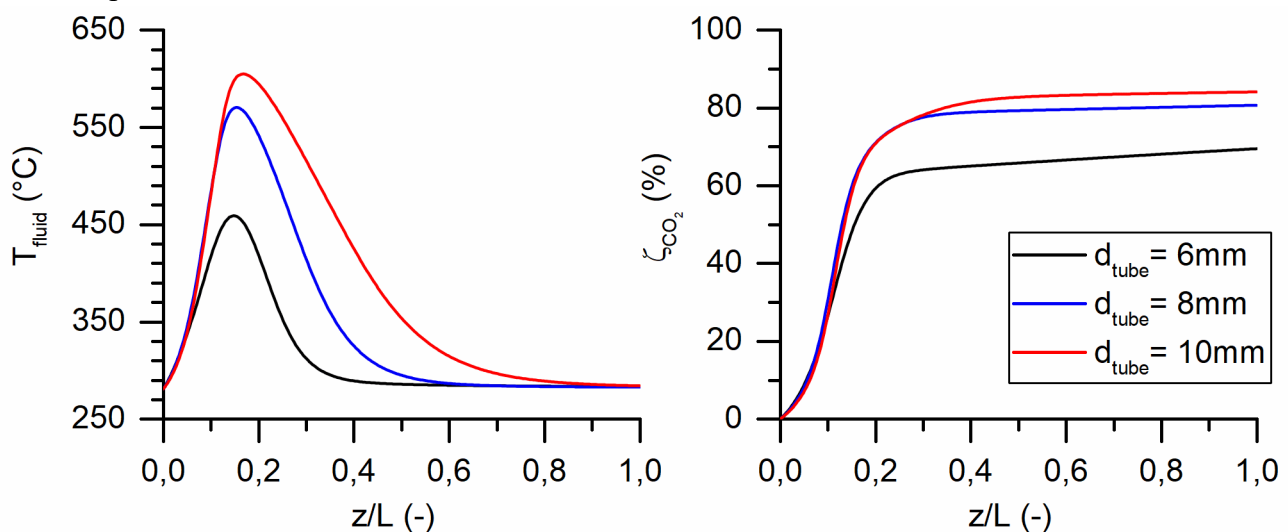 650
550
450
350
250
T_fluid (°C)
0,0 0,2 0,4 0,6 0,8 1,0
z/L (-)
100
80
60
40
20
0
ζ_CO₂ (%)
d_tube = 6mm
d_tube = 8mm
d_tube = 10mm
0,0 0,2 0,4 0,6 0,8 1,0
z/L (-)